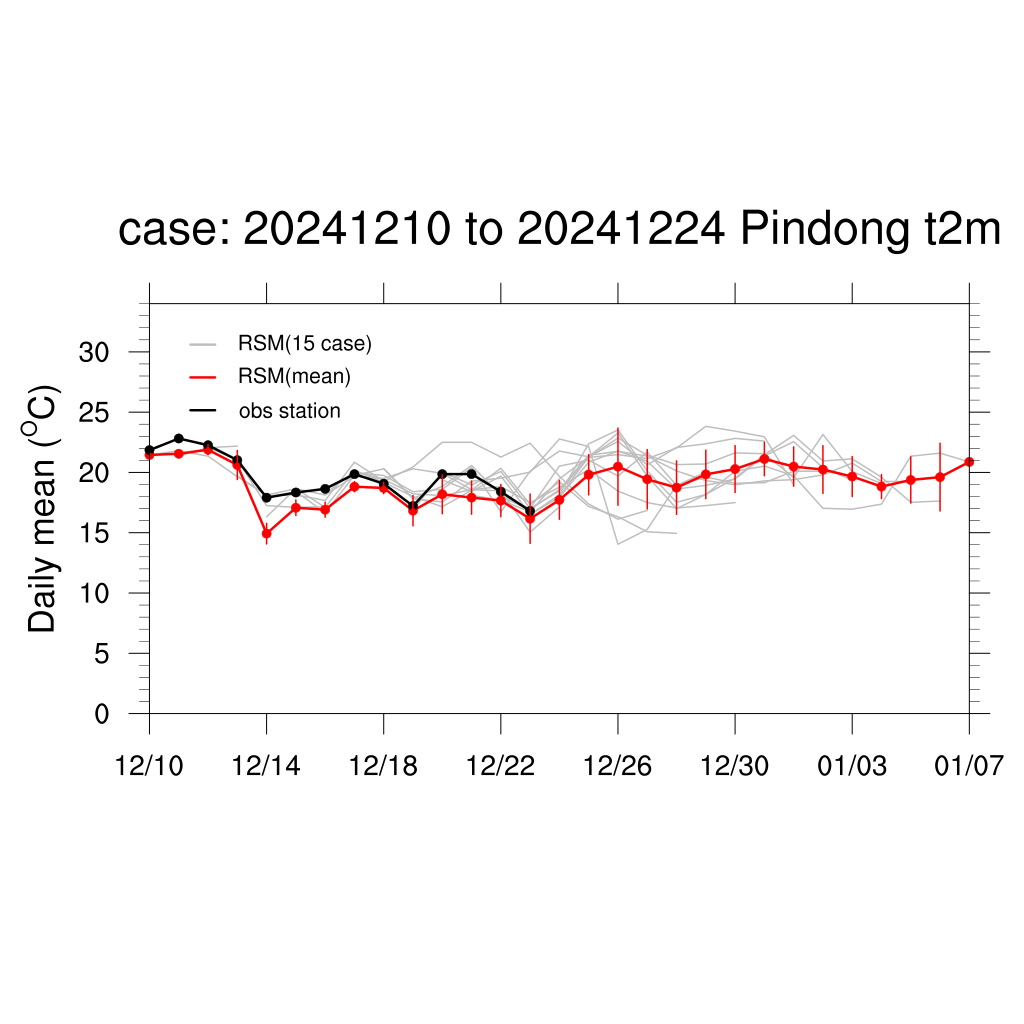 case: 20241210 to 20241224 Pindong t2m
RSM(15 case)
RSM(mean)
obs station
Daily mean (°C)
30
25
20
15
10
5
0
12/10 12/14 12/18 12/22 12/26 12/30 01/03 01/07